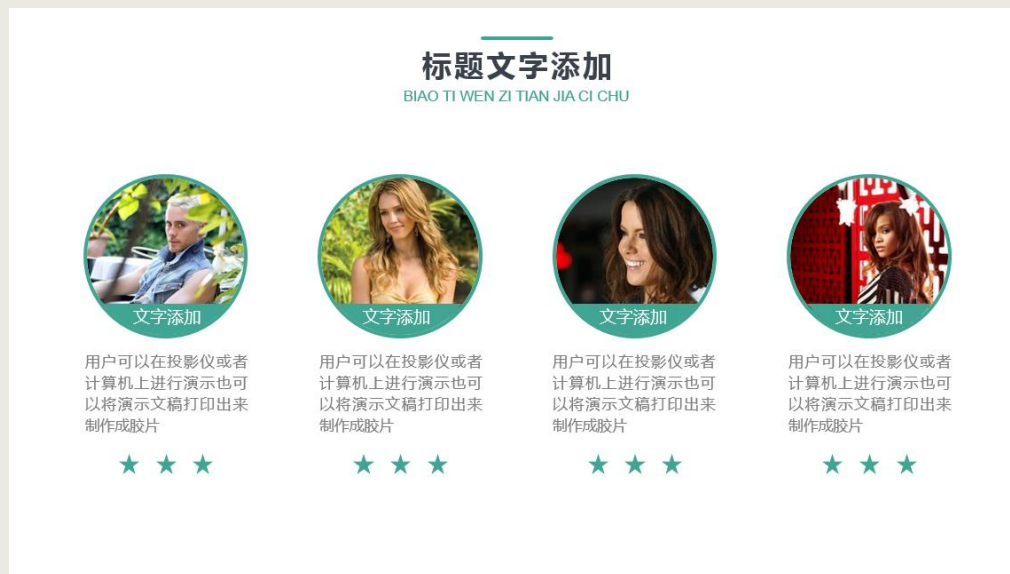 标题文字添加
BIAO TI WEN ZI TIAN JIA CI CHU
文字添加
用户可以在投影仪或者
计算机上进行演示也可
以将演示文稿打印出来
制作成胶片
文字添加
用户可以在投影仪或者
计算机上进行演示也可
以将演示文稿打印出来
制作成胶片
文字添加
用户可以在投影仪或者
计算机上进行演示也可
以将演示文稿打印出来
制作成胶片
文字添加
用户可以在投影仪或者
计算机上进行演示也可
以将演示文稿打印出来
制作成胶片